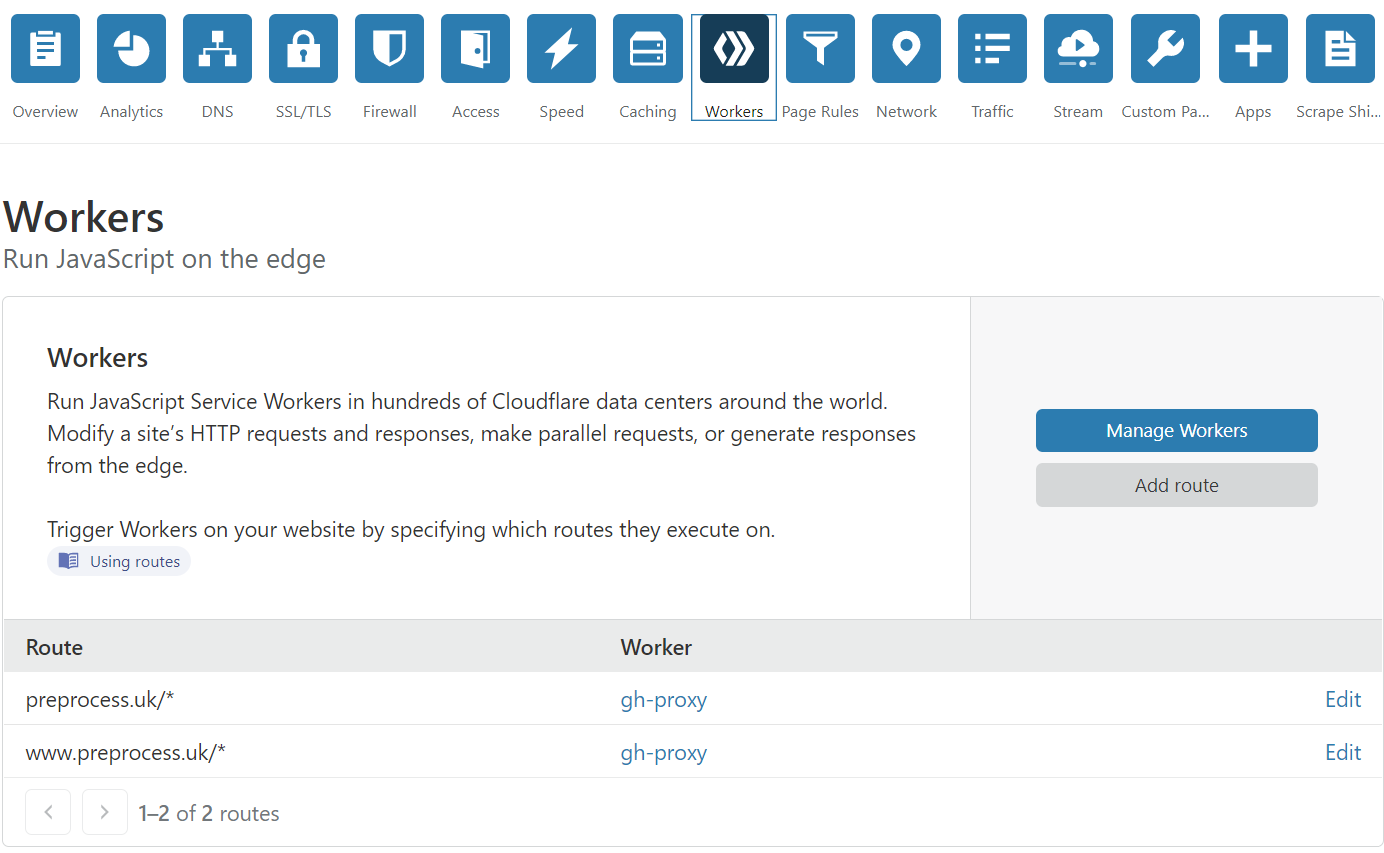 Overview Analytics DNS SSL/TLS Firewall Access Speed Caching Workers Page Rules Network Traffic Stream Custom Pa... Apps Scrape Shi...
Workers
Run JavaScript on the edge
Workers
Run JavaScript Service Workers in hundreds of Cloudflare data centers around the world.
Modify a site’s HTTP requests and responses, make parallel requests, or generate responses
from the edge.
Trigger Workers on your website by specifying which routes they execute on.
Using routes
Manage Workers
Add route
Route Worker
preprocess.uk/* gh-proxy Edit
www.preprocess.uk/* gh-proxy Edit
1–2 of 2 routes